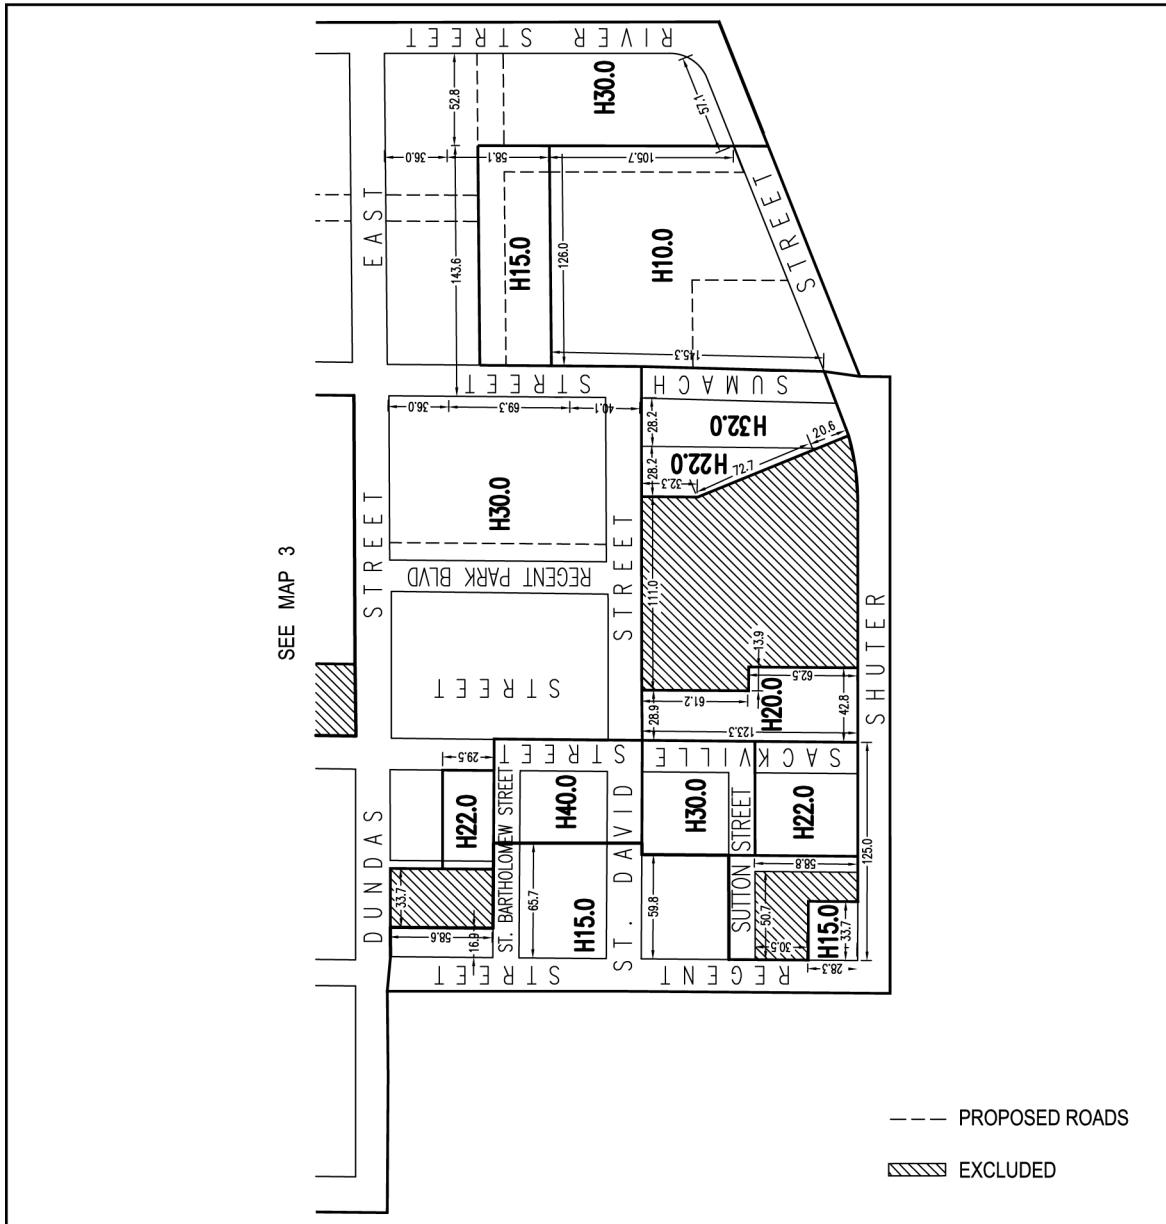 RIVER STREET
H30.0
52.8
57.1
36.0
58.1
105.7
EAST
143.6
H15.0
126.0
H10.0
STREET
145.3
STREET
SUMACH
36.0
69.3
40.1
28.2
H32.0
20.6
28.2
H22.0
72.7
32.3
H30.0
STREET
STREET
SEE MAP 3
REGENT PARK BLVD
111.0
SHUTER
13.9
62.5
STREET
61.2
H20.0
42.8
28.9
123.3
29.5
STREET
SACKVILLE
H22.0
ST. BARTHOLOMEW STREET
H40.0
H30.0
SUTTON STREET
H22.0
125.0
DUNDAS
ST. DAVID
58.8
33.7
65.7
59.8
50.7
58.6
16.9
H15.0
30.5
H15.0
33.7
28.3
STREET
REGENT
PROPOSED ROADS
EXCLUDED